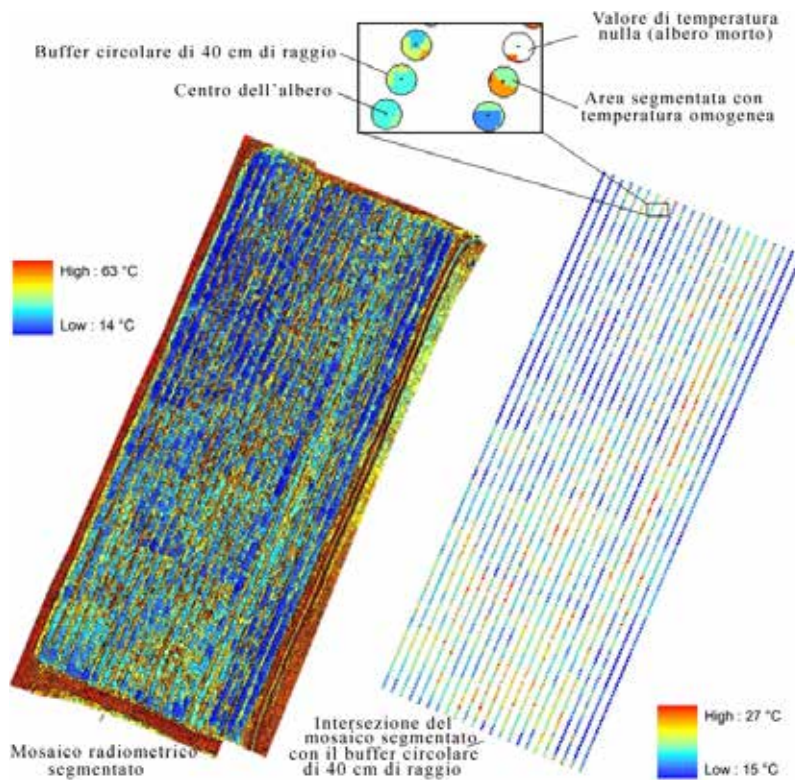 Valore di temperatura
nulla (albero morto)
Buffer circolare di 40 cm di raggio
Centro dell'albero
Area segmentata con
temperatura omogenea
High : 63 °C
Low : 14 °C
Mosaico radiometrico
segmentato
Intersezione del
mosaico segmentato
con il buffer circolare
di 40 cm di raggio
High : 27 °C
Low : 15 °C